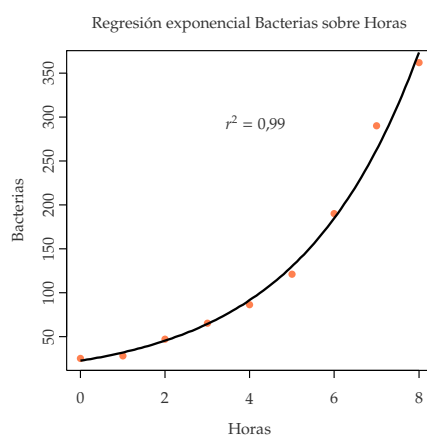 Regresión exponencial Bacterias sobre Horas
r² = 0,99
Bacterias
350
300
250
200
150
100
50
0 2 4 6 8
Horas